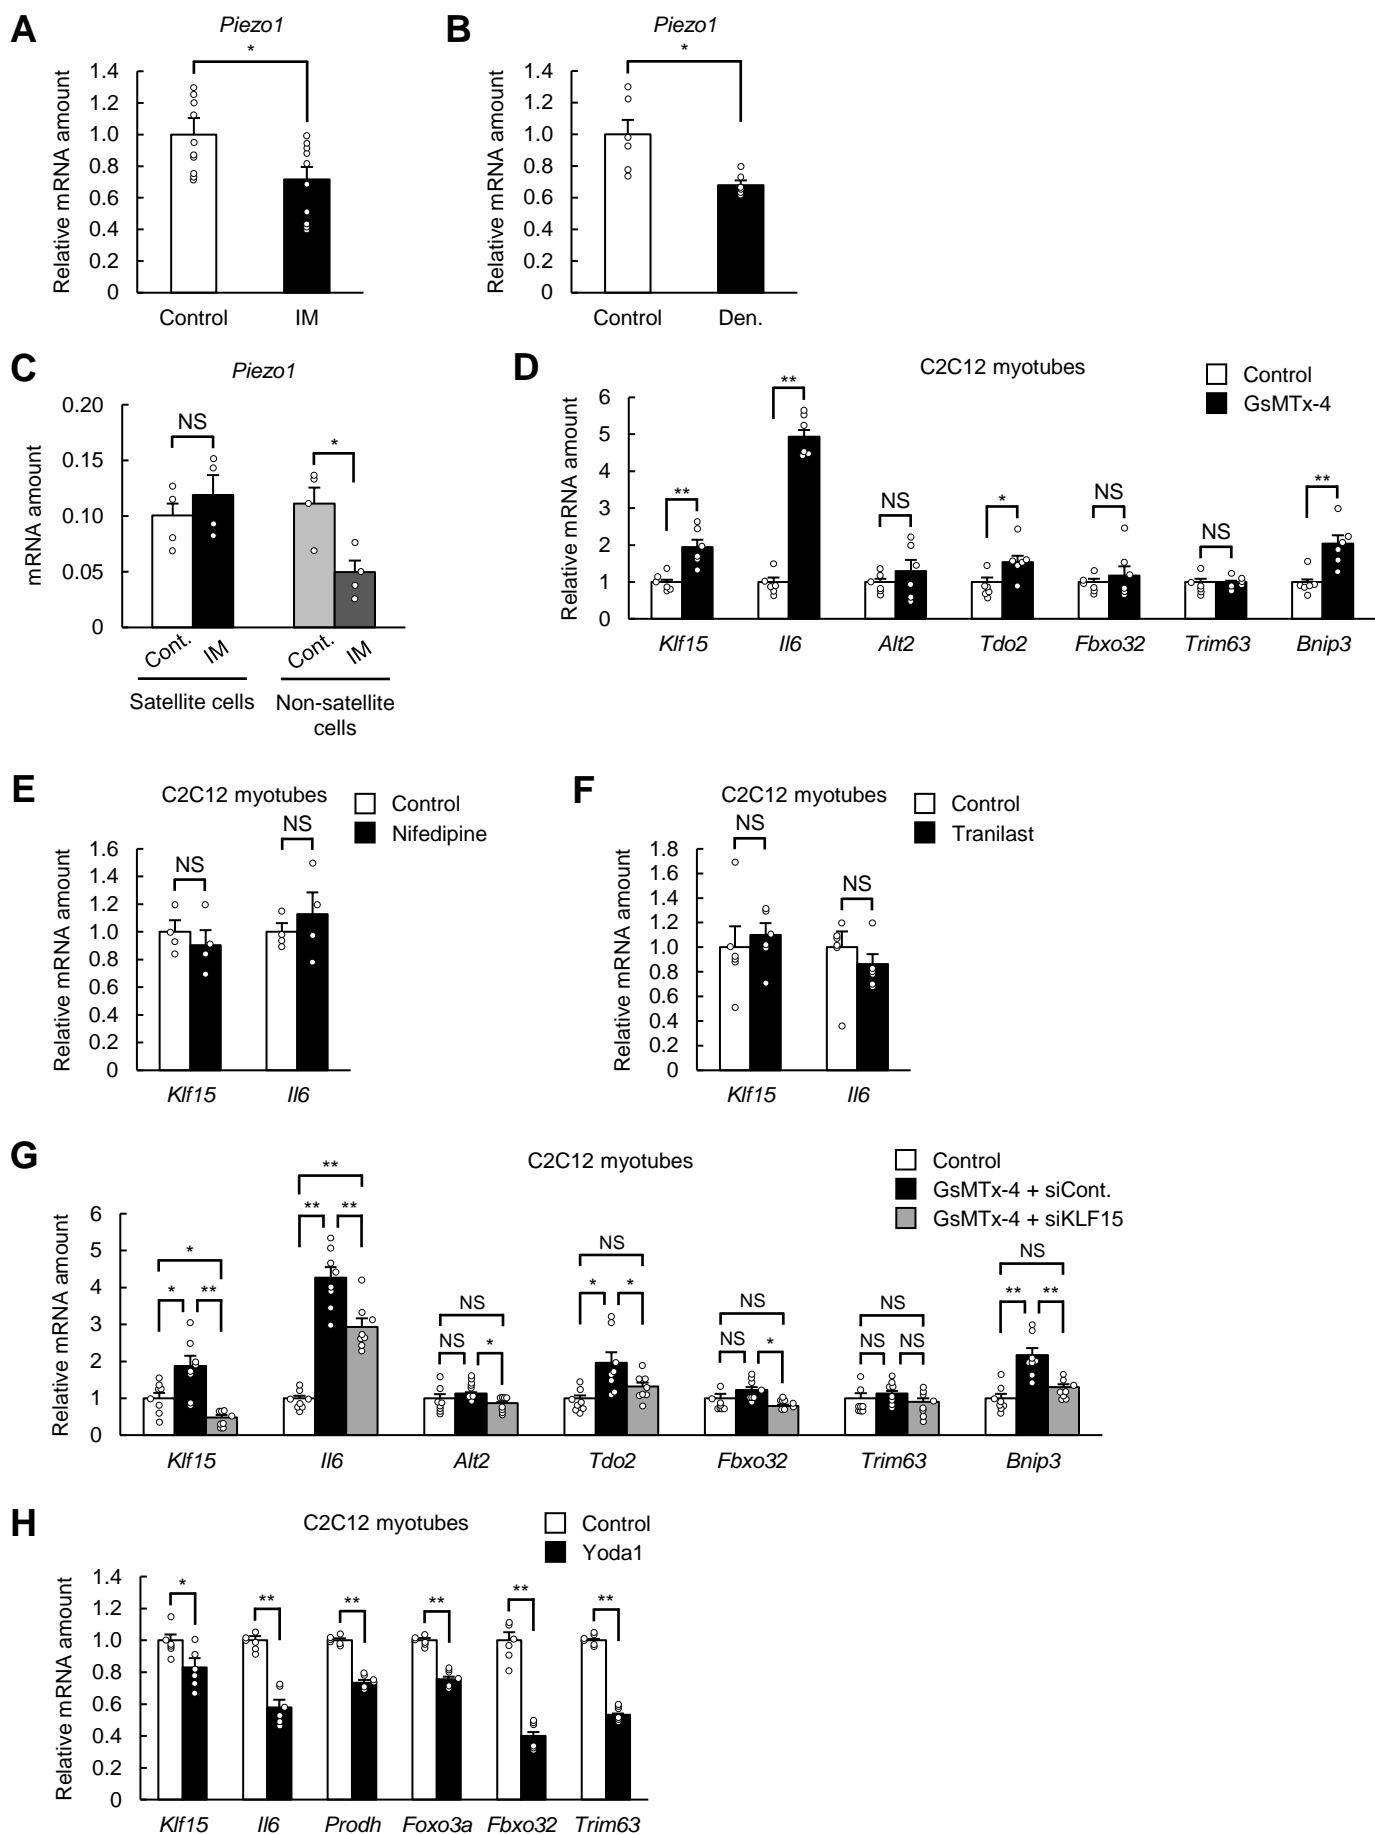 A
Piezo1
*
Relative mRNA amount
1.4
1.2
1.0
0.8
0.6
0.4
0.2
0
Control IM
B
Piezo1
*
Relative mRNA amount
1.4
1.2
1.0
0.8
0.6
0.4
0.2
0
Control Den.
C
Piezo1
mRNA amount
0.20
0.15
0.10
0.05
0
NS *
Cont. IM Cont. IM
Satellite cells Non-satellite
cells
D
C2C12 myotubes
Control
GsMTx-4
Relative mRNA amount
6
5
4
3
2
1
0
** ** NS * NS NS **
Klf15 Il6 Alt2 Tdo2 Fbxo32 Trim63 Bnip3
E
C2C12 myotubes
Control
Nifedipine
Relative mRNA amount
1.6
1.4
1.2
1.0
0.8
0.6
0.4
0.2
0
NS NS
Klf15 Il6
F
C2C12 myotubes
Control
Tranilast
Relative mRNA amount
1.8
1.6
1.4
1.2
1.0
0.8
0.6
0.4
0.2
0
NS NS
Klf15 Il6
G
C2C12 myotubes
Control
GsMTx-4 + siCont.
GsMTx-4 + siKLF15
Relative mRNA amount
6
5
4
3
2
1
0
* ** NS NS NS NS NS
* ** ** ** NS * * * NS * NS NS ** **
Klf15 Il6 Alt2 Tdo2 Fbxo32 Trim63 Bnip3
H
C2C12 myotubes
Control
Yoda1
Relative mRNA amount
1.4
1.2
1.0
0.8
0.6
0.4
0.2
0
* ** ** ** ** **
Klf15 Il6 Prodh Foxo3a Fbxo32 Trim63